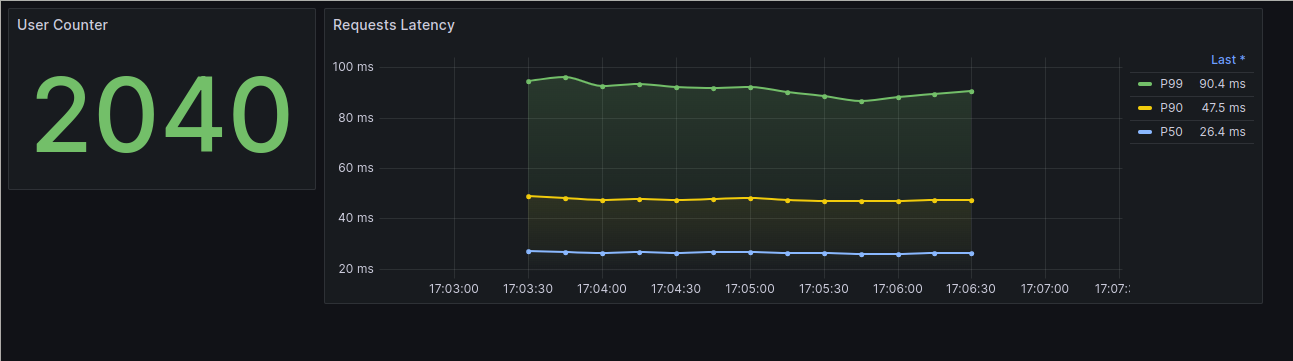 User Counter
2040
Requests Latency
100 ms
80 ms
60 ms
40 ms
20 ms
17:03:00 17:03:30 17:04:00 17:04:30 17:05:00 17:05:30 17:06:00 17:06:30 17:07:00 17:07:
Last *
P99 90.4 ms
P90 47.5 ms
P50 26.4 ms